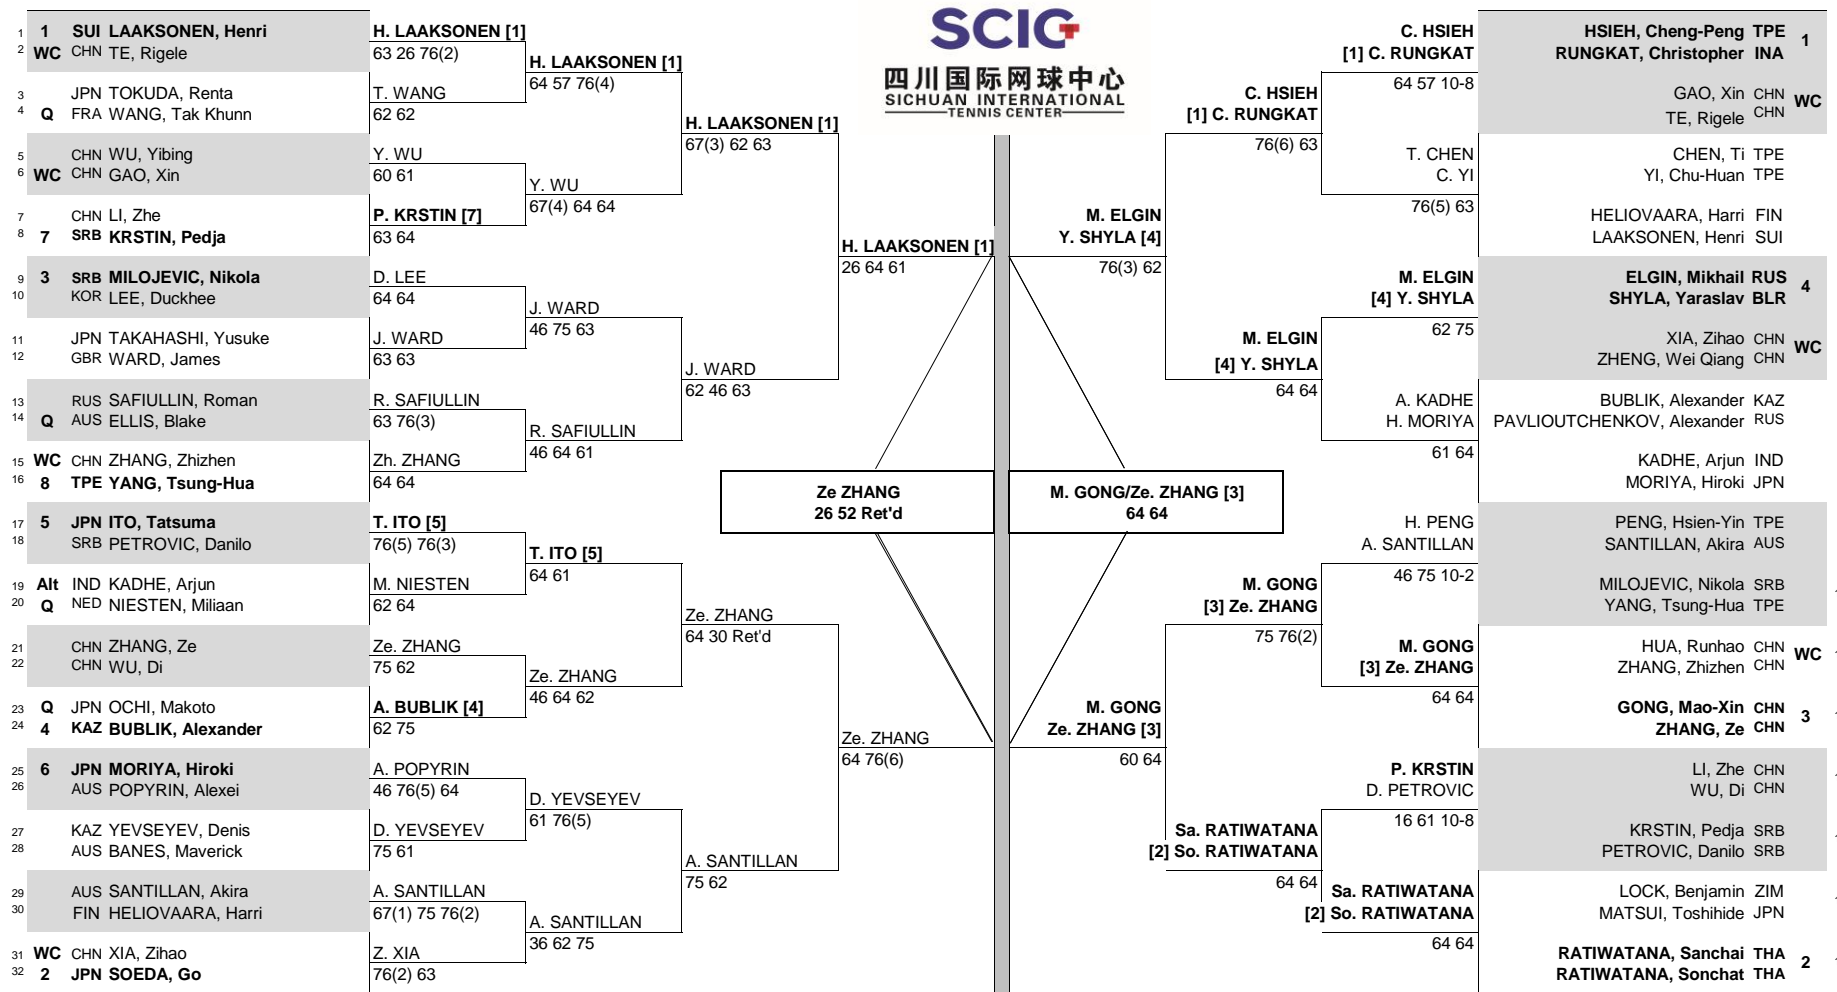 SCIG
四川国际网球中心
SICHUAN INTERNATIONAL
TENNIS CENTER
1 1 SUI LAAKSONEN, Henri
2 WC CHN TE, Rigele
3 JPN TOKUDA, Renta
4 Q FRA WANG, Tak Khunn
5 CHN WU, Yibing
6 WC CHN GAO, Xin
7 CHN LI, Zhe
8 7 SRB KRSTIN, Pedja
9 3 SRB MILOJEVIC, Nikola
10 KOR LEE, Duckhee
11 JPN TAKAHASHI, Yusuke
12 GBR WARD, James
13 RUS SAFIULLIN, Roman
14 Q AUS ELLIS, Blake
15 WC CHN ZHANG, Zhizhen
16 8 TPE YANG, Tsung-Hua
17 5 JPN ITO, Tatsuma
18 SRB PETROVIC, Danilo
19 Alt IND KADHE, Arjun
20 Q NED NIESTEN, Miliaan
21 CHN ZHANG, Ze
22 CHN WU, Di
23 Q JPN OCHI, Makoto
24 4 KAZ BUBLIK, Alexander
25 6 JPN MORIYA, Hiroki
26 AUS POPYRIN, Alexei
27 KAZ YEVSEYEV, Denis
28 AUS BANES, Maverick
29 AUS SANTILLAN, Akira
30 FIN HELIOVAARA, Harri
31 WC CHN XIA, Zihao
32 2 JPN SOEDA, Go
H. LAAKSONEN [1]
63 26 76(2)
T. WANG
62 62
Y. WU
60 61
P. KRSTIN [7]
63 64
D. LEE
64 64
J. WARD
63 63
R. SAFIULLIN
63 76(3)
Zh. ZHANG
64 64
T. ITO [5]
76(5) 76(3)
M. NIESTEN
62 64
Ze. ZHANG
75 62
A. BUBLIK [4]
62 75
A. POPYRIN
46 76(5) 64
D. YEVSEYEV
75 61
A. SANTILLAN
67(1) 75 76(2)
Z. XIA
76(2) 63
H. LAAKSONEN [1]
64 57 76(4)
Y. WU
67(4) 64 64
J. WARD
46 75 63
R. SAFIULLIN
46 64 61
T. ITO [5]
64 61
Ze. ZHANG
46 64 62
D. YEVSEYEV
61 76(5)
A. SANTILLAN
36 62 75
H. LAAKSONEN [1]
67(3) 62 63
J. WARD
62 46 63
Ze. ZHANG
64 30 Ret'd
A. SANTILLAN
75 62
H. LAAKSONEN [1]
26 64 61
Ze. ZHANG
64 76(6)
Ze ZHANG
26 52 Ret'd
M. GONG/Ze. ZHANG [3]
64 64
M. ELGIN
Y. SHYLA [4]
76(3) 62
M. GONG
Ze. ZHANG [3]
60 64
C. HSIEH
[1] C. RUNGKAT
76(6) 63
M. ELGIN
[4] Y. SHYLA
64 64
M. GONG
[3] Ze. ZHANG
75 76(2)
Sa. RATIWATANA
[2] So. RATIWATANA
64 64
C. HSIEH
[1] C. RUNGKAT
64 57 10-8
T. CHEN
C. YI
76(5) 63
M. ELGIN
[4] Y. SHYLA
62 75
A. KADHE
H. MORIYA
61 64
H. PENG
A. SANTILLAN
46 75 10-2
M. GONG
[3] Ze. ZHANG
64 64
P. KRSTIN
D. PETROVIC
16 61 10-8
Sa. RATIWATANA
[2] So. RATIWATANA
64 64
HSIEH, Cheng-Peng TPE 1
RUNGKAT, Christopher INA
GAO, Xin CHN WC
TE, Rigele CHN
CHEN, Ti TPE
YI, Chu-Huan TPE
HELIOVAARA, Harri FIN
LAAKSONEN, Henri SUI
ELGIN, Mikhail RUS 4
SHYLA, Yaraslav BLR
XIA, Zihao CHN WC
ZHENG, Wei Qiang CHN
BUBLIK, Alexander KAZ
PAVLIOUTCHENKOV, Alexander RUS
KADHE, Arjun IND
MORIYA, Hiroki JPN
PENG, Hsien-Yin TPE
SANTILLAN, Akira AUS
MILOJEVIC, Nikola SRB
YANG, Tsung-Hua TPE
HUA, Runhao CHN WC
ZHANG, Zhizhen CHN
GONG, Mao-Xin CHN 3
ZHANG, Ze CHN
LI, Zhe CHN
WU, Di CHN
KRSTIN, Pedja SRB
PETROVIC, Danilo SRB
LOCK, Benjamin ZIM
MATSUI, Toshihide JPN
RATIWATANA, Sanchai THA 2
RATIWATANA, Sonchat THA